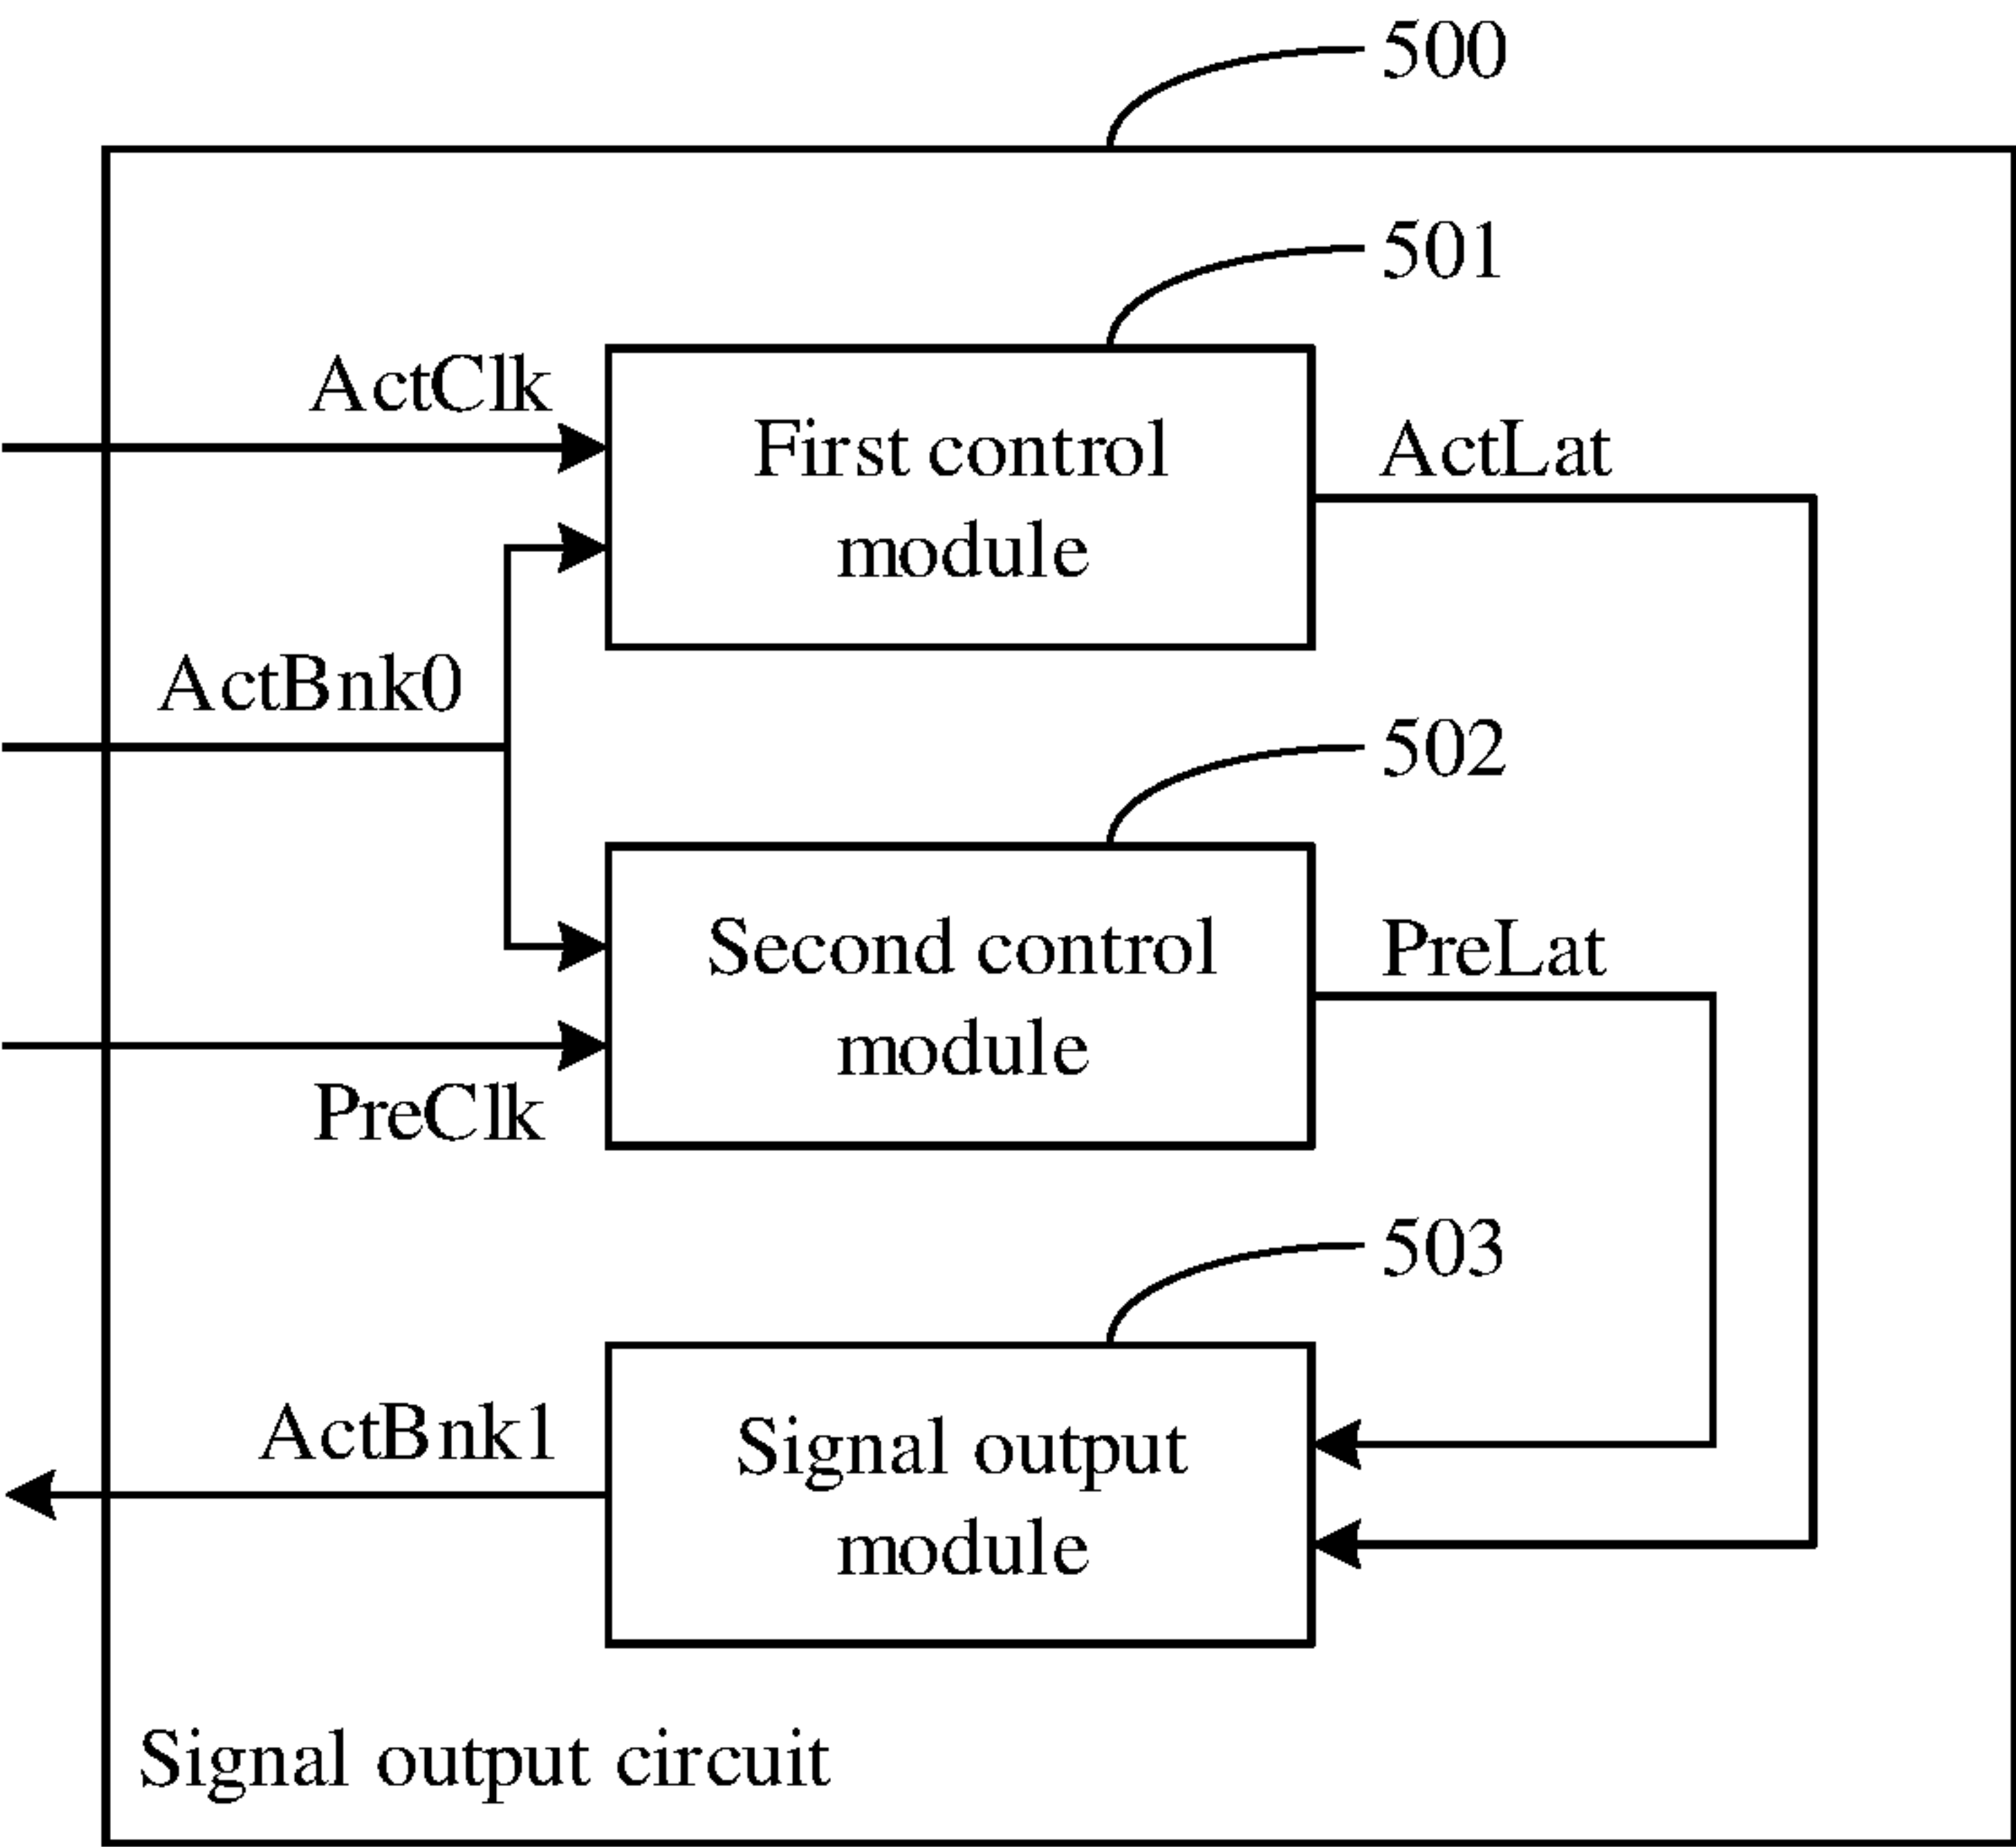 500
501
ActClk
First control
module
ActLat
ActBnk0
502
Second control
module
PreLat
PreClk
503
ActBnk1
Signal output
module
Signal output circuit